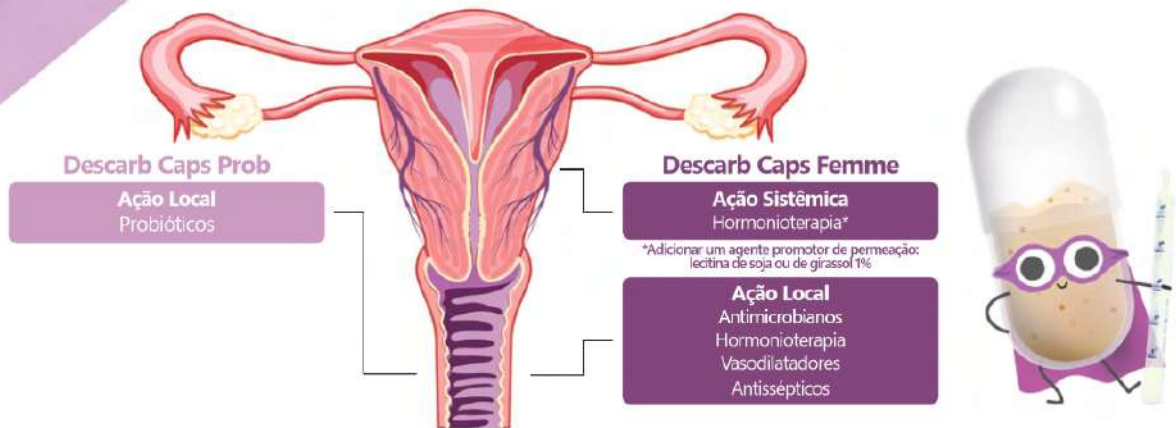 Descarb Caps Prob
Ação Local
Probióticos
Descarb Caps Femme
Ação Sistêmica
Hormonioterapia*
*Adicionar um agente promotor de permeação:
lecitina de soja ou de girassol 1%
Ação Local
Antimicrobianos
Hormonioterapia
Vasodilatadores
Antissépticos